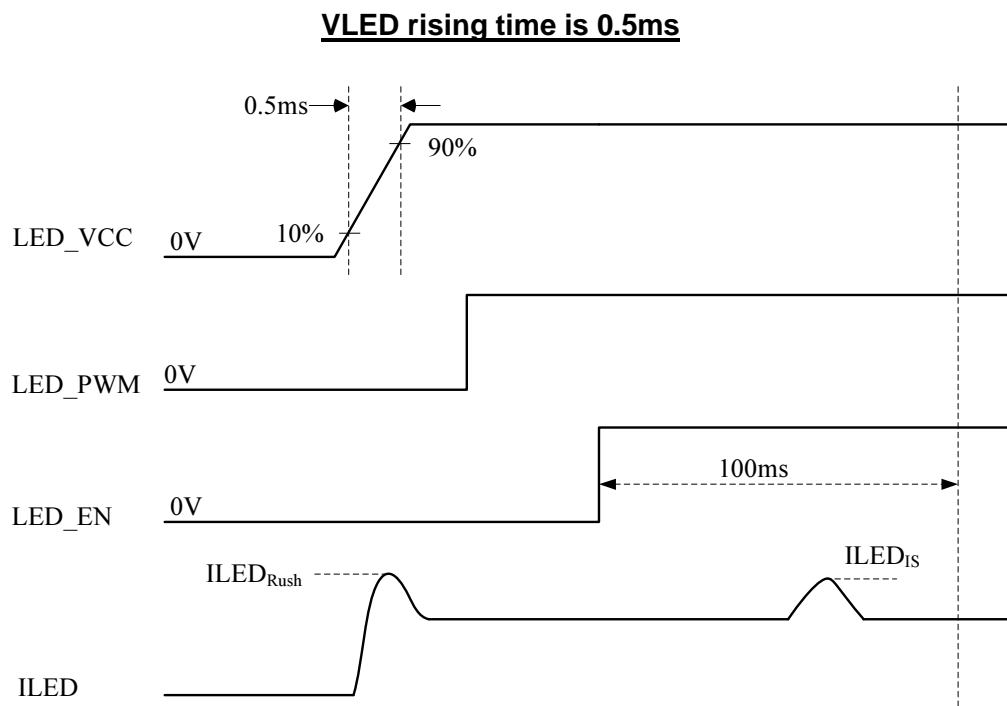 VLED rising time is 0.5ms
0.5ms
90%
LED_VCC
0V
10%
LED_PWM
0V
100ms
LED_EN
0V
ILEDRush
ILEDIS
ILED